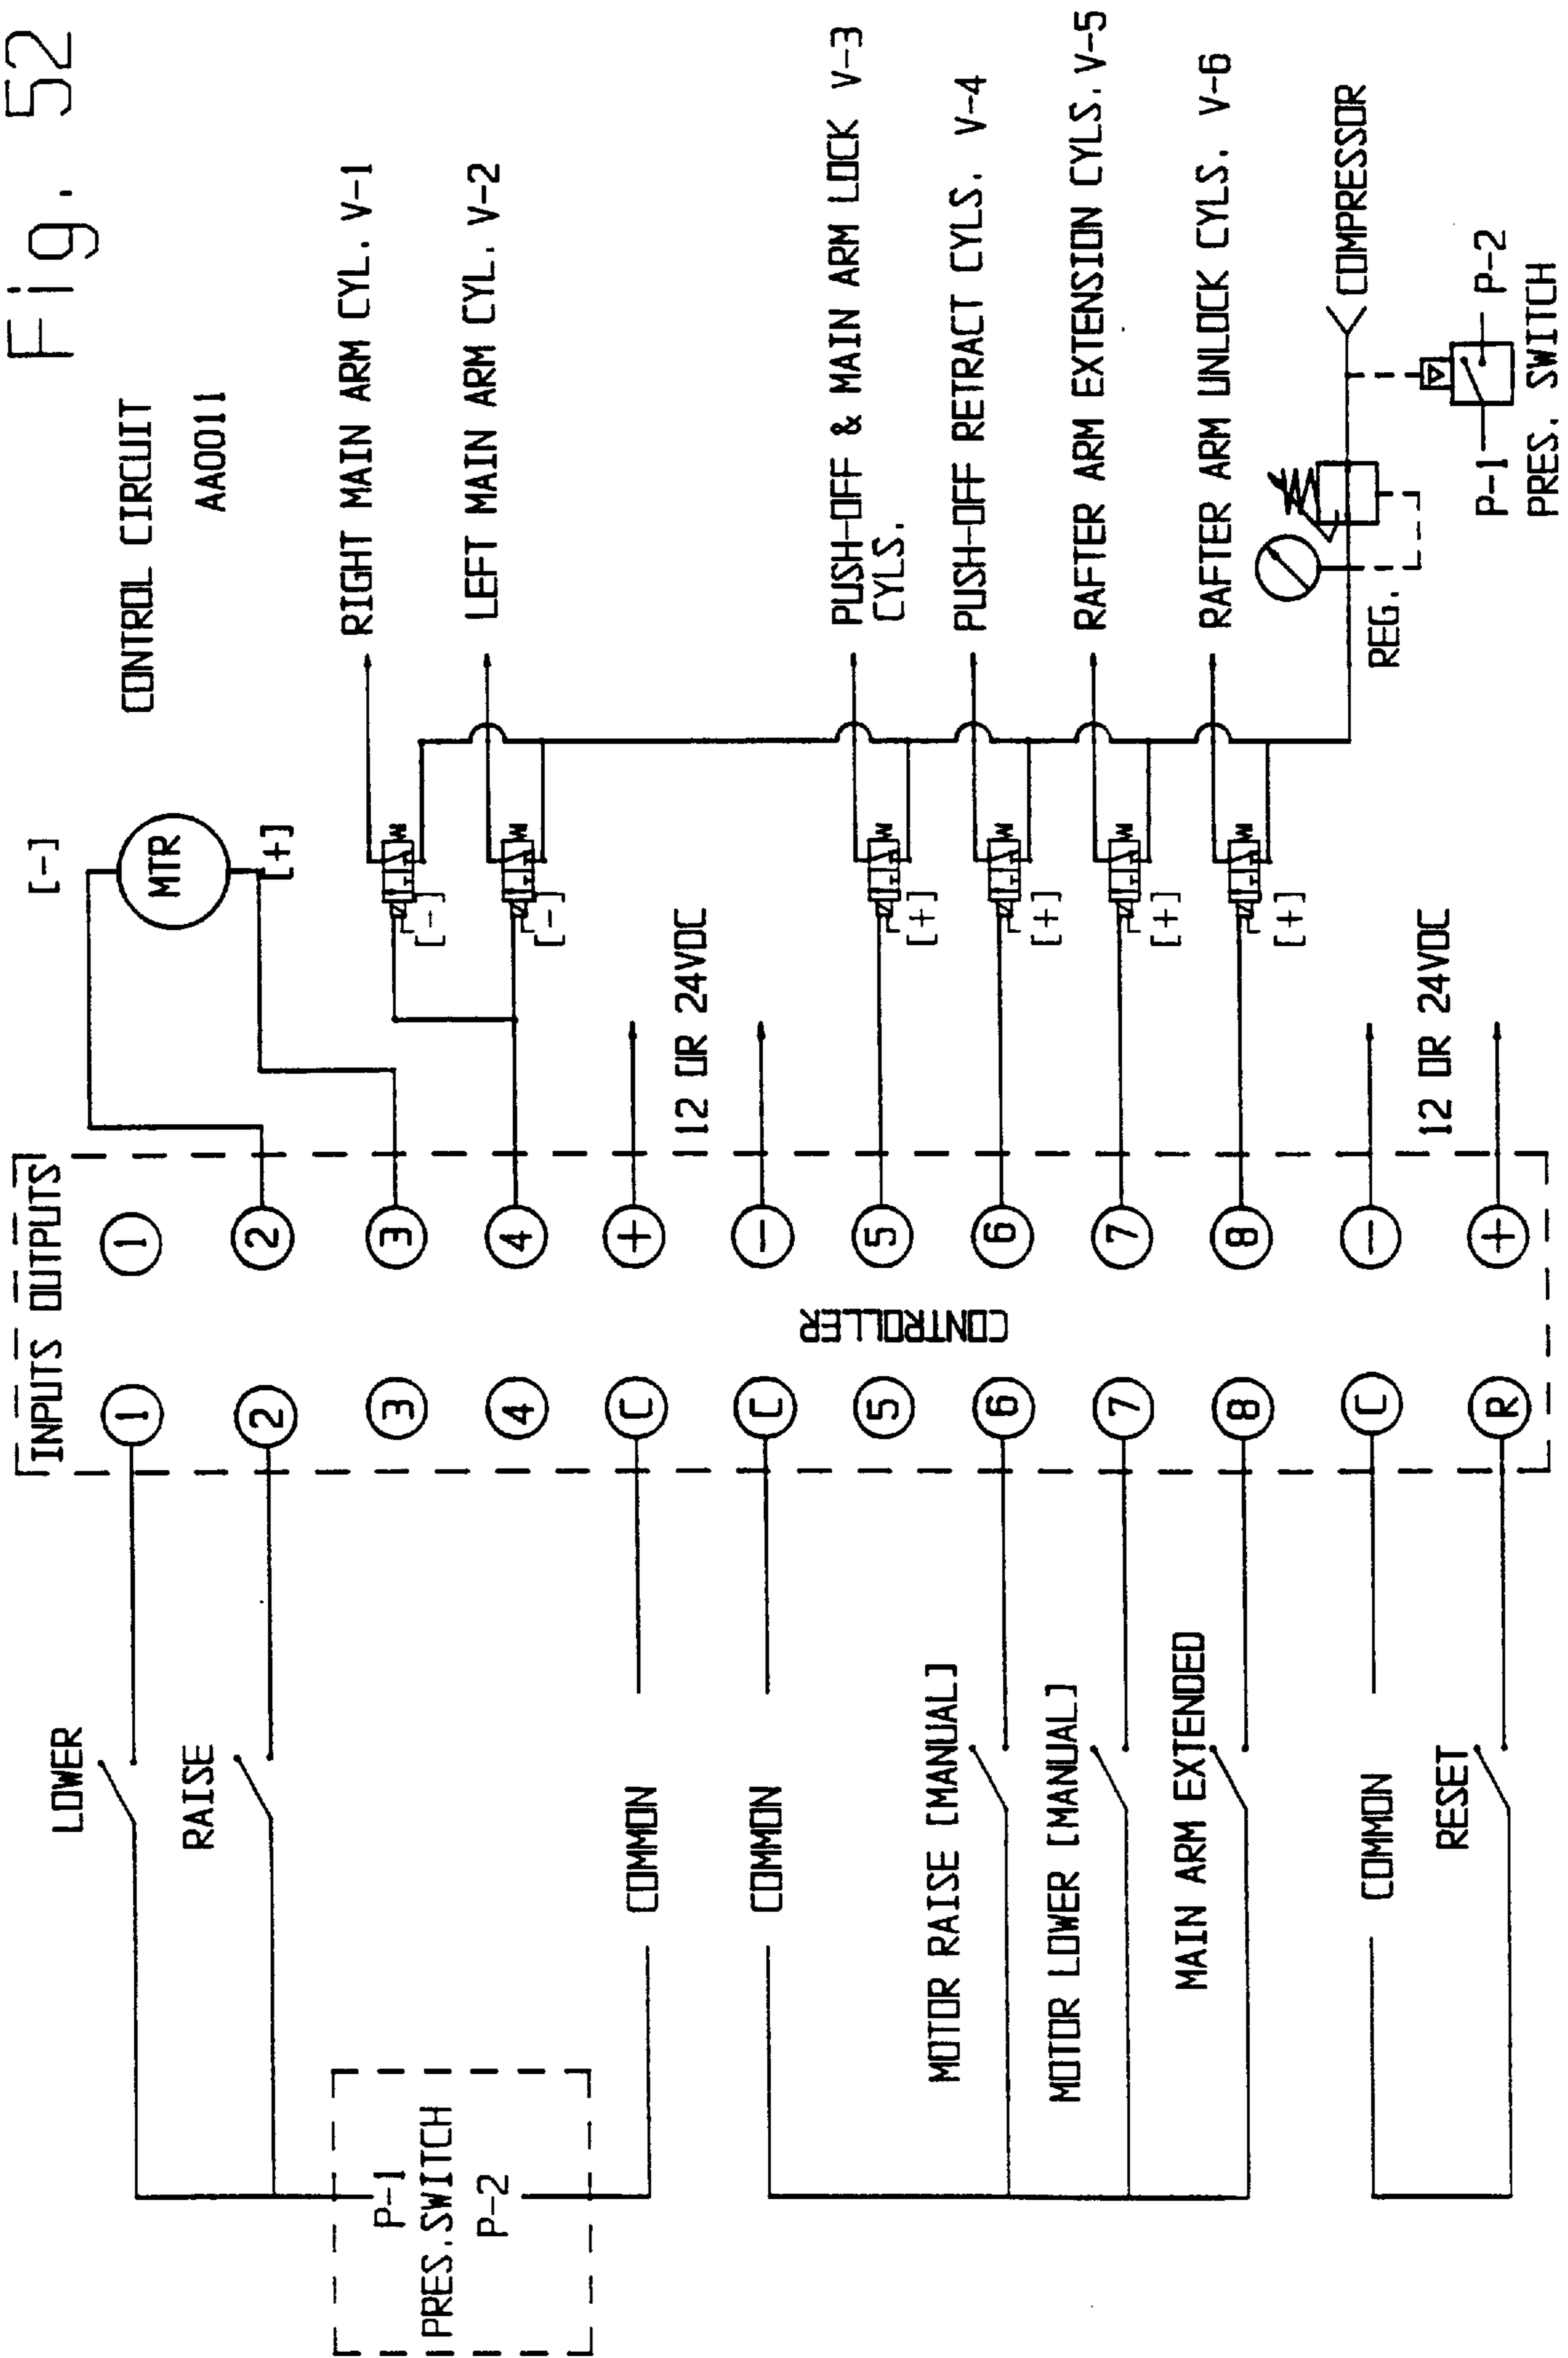 Fig. 52
CONTROL CIRCUIT
AA0011
[-]
MTR
[+]
RIGHT MAIN ARM CYL. V-1
LEFT MAIN ARM CYL. V-2
PUSH-OFF & MAIN ARM LOCK V-3
CYLS.
PUSH-OFF RETRACT CYLS. V-4
RAFTER ARM EXTENSION CYLS. V-5
RAFTER ARM UNLOCK CYLS. V-6
COMPRESSOR
REG.
P-1
P-2
PRES. SWITCH
[-]
[-]
[+]
[+]
[+]
[+]
12 OR 24VDC
12 OR 24VDC
OUTPUTS
1
2
3
4
+
-
5
6
7
8
-
+
CONTROLLER
INPUTS
1
2
3
4
C
C
5
6
7
8
C
R
LOWER
RAISE
COMMON
COMMON
MOTOR RAISE [MANUAL]
MOTOR LOWER [MANUAL]
MAIN ARM EXTENDED
COMMON
RESET
P-1
PRES.SWITCH
P-2